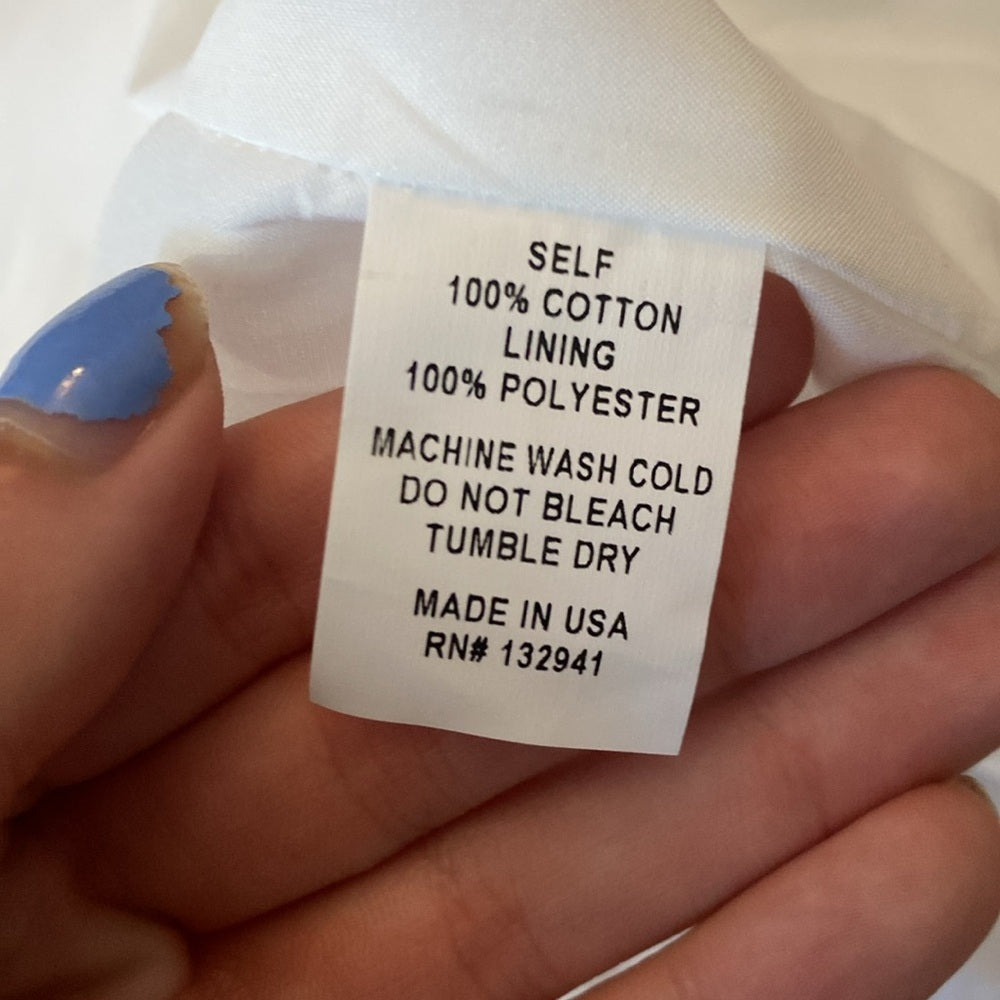 SELF
100% COTTON
LINING
100% POLYESTER
MACHINE WASH COLD
DO NOT BLEACH
TUMBLE DRY
MADE IN USA
RN# 132941